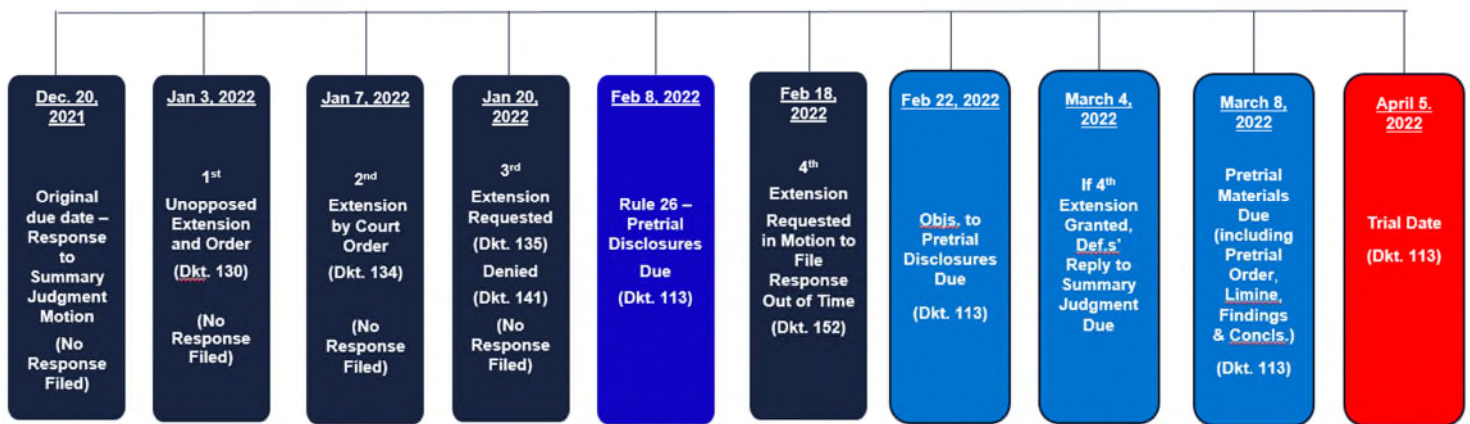 Dec. 20,
2021
Original
due date –
Response
to
Summary
Judgment
Motion
(No
Response
Filed)
Jan 3, 2022
1st
Unopposed
Extension
and Order
(Dkt. 130)
(No
Response
Filed)
Jan 7, 2022
2nd
Extension
by Court
Order
(Dkt. 134)
(No
Response
Filed)
Jan 20,
2022
3rd
Extension
Requested
(Dkt. 135)
Denied
(Dkt. 141)
(No
Response
Filed)
Feb 8, 2022
Rule 26 –
Pretrial
Disclosures
Due
(Dkt. 113)
Feb 18,
2022
4th
Extension
Requested
in Motion to
File
Response
Out of Time
(Dkt. 152)
Feb 22, 2022
Objs. to
Pretrial
Disclosures
Due
(Dkt. 113)
March 4,
2022
If 4th
Extension
Granted,
Def.s'
Reply to
Summary
Judgment
Due
March 8,
2022
Pretrial
Materials
Due
(including
Pretrial
Order,
Limine,
Findings
& Concls.)
(Dkt. 113)
April 5.
2022
Trial Date
(Dkt. 113)